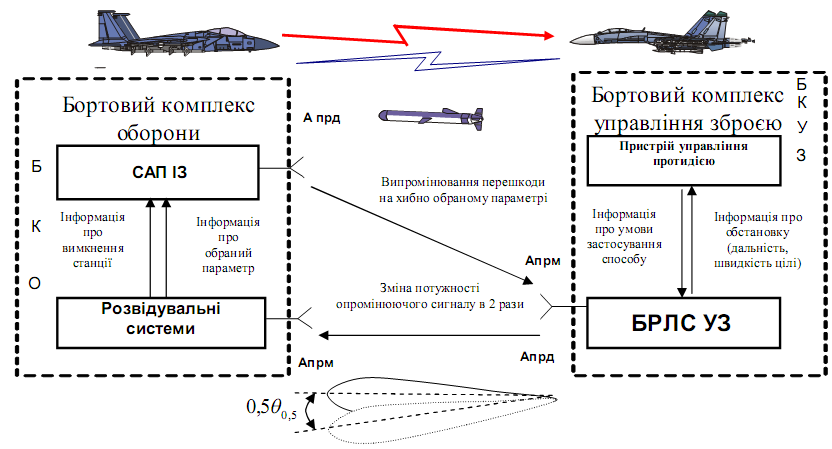 Бортовий комплекс
оборони
Б
К
О
САП ІЗ
Інформація
про
вимкнення
станції
Інформація
про
обраний
параметр
Розвідувальні
системи
А прд
Випромінювання перешкоди
на хибно обраному параметрі
Апрм
Зміна потужності
опромінюючого сигналу в 2 рази
Апрм
Апрд
0,5θ0,5
Бортовий комплекс
управління зброєю
Б
К
У
З
Пристрій управління
протидією
Інформація
про умови
застосування
способу
Інформація про
обстановку
(дальність,
швидкість цілі)
БРЛС УЗ